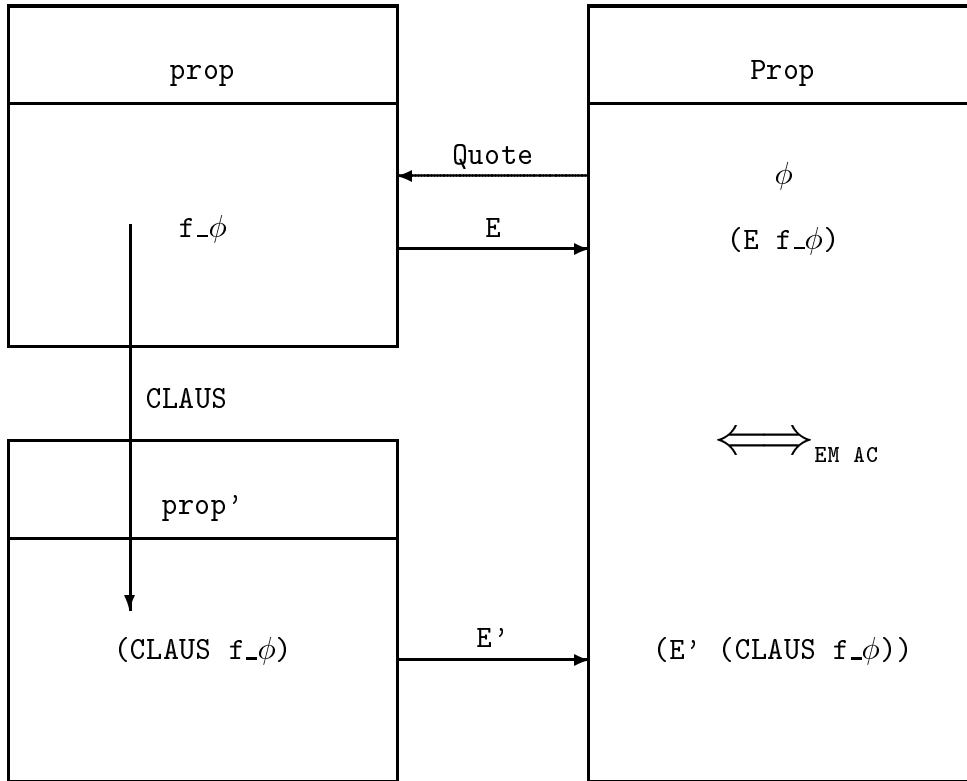 prop
Quote
f_ϕ
E
CLAUS
prop'
(CLAUS f_ϕ)
E'
Prop
ϕ
(E f_ϕ)
⟺ EM AC
(E' (CLAUS f_ϕ))